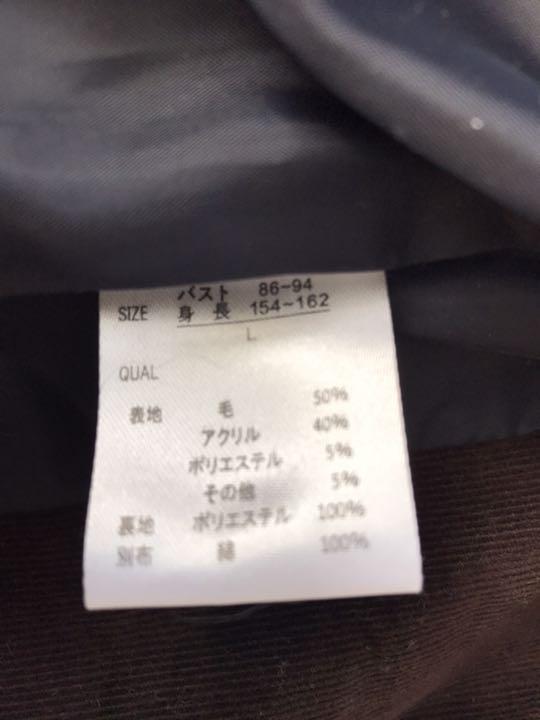 SIZE バスト 86~94
身長 154~162
L
QUAL
表地 毛 50%
アクリル 40%
ポリエステル 5%
その他 5%
裏地 ポリエステル 100%
別布 綿 100%